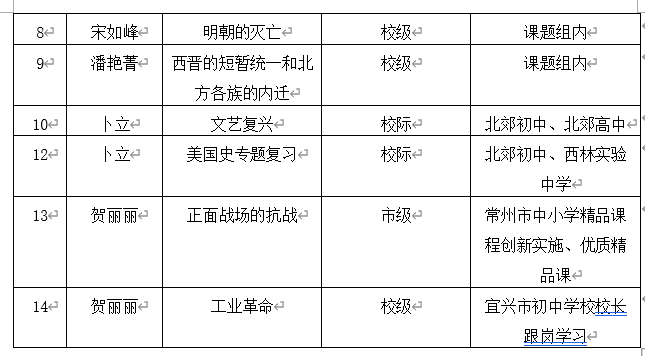 8 宋如峰 明朝的灭亡 校级 课题组内
9 潘艳菁 西晋的短暂统一和北 校级 课题组内
方各族的内迁
10 卜立 文艺复兴 校际 北郊初中、北郊高中
12 卜立 美国史专题复习 校际 北郊初中、西林实验
中学
13 贺丽丽 正面战场的抗战 市级 常州市中小学精品课
程创新实施、优质精
品课
14 贺丽丽 工业革命 校级 宜兴市初中学校校长
跟岗学习